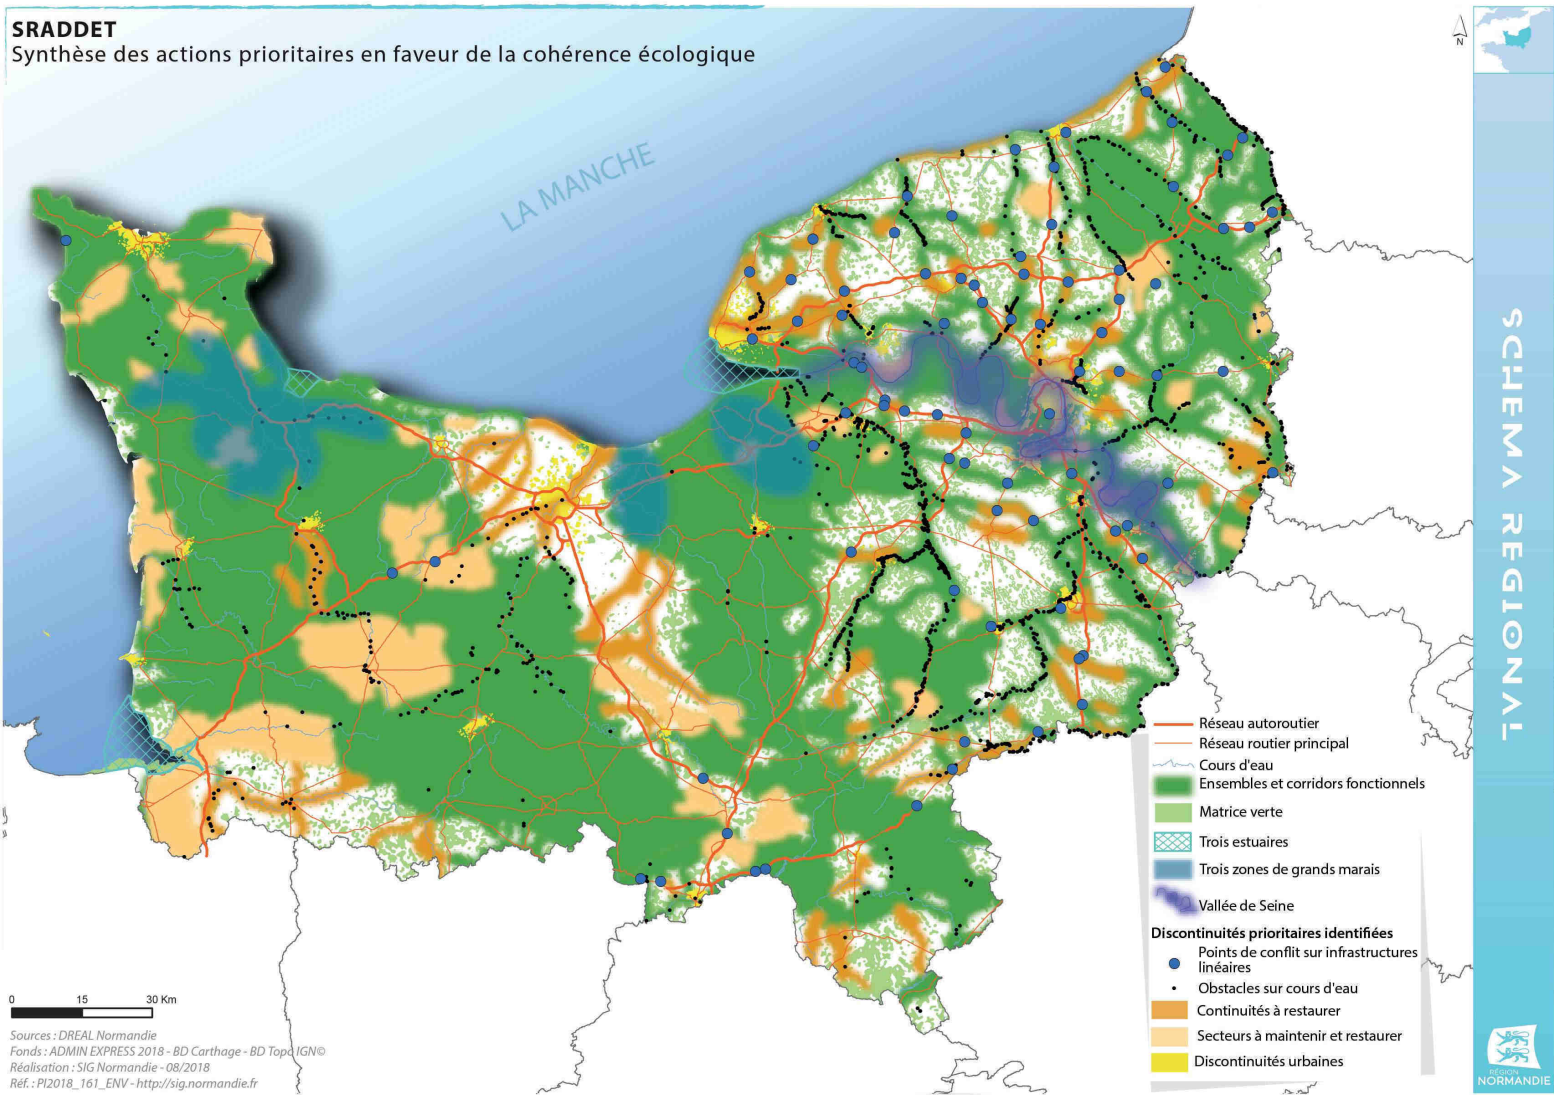 SRADDET
Synthèse des actions prioritaires en faveur de la cohérence écologique
N
LA MANCHE
SCHEMA REGIONAL
Réseau autoroutier
Réseau routier principal
Cours d'eau
Ensembles et corridors fonctionnels
Matrice verte
Trois estuaires
Trois zones de grands marais
Vallée de Seine
Discontinuités prioritaires identifiées
Points de conflit sur infrastructures
linéaires
Obstacles sur cours d'eau
Continuités à restaurer
Secteurs à maintenir et restaurer
Discontinuités urbaines
0 15 30 Km
Sources : DREAL Normandie
Fonds : ADMIN EXPRESS 2018 - BD Carthage - BD Topo IGN©
Réalisation : SIG Normandie - 08/2018
Réf. : PI2018_161_ENV - http://sig.normandie.fr
RÉGION
NORMANDIE